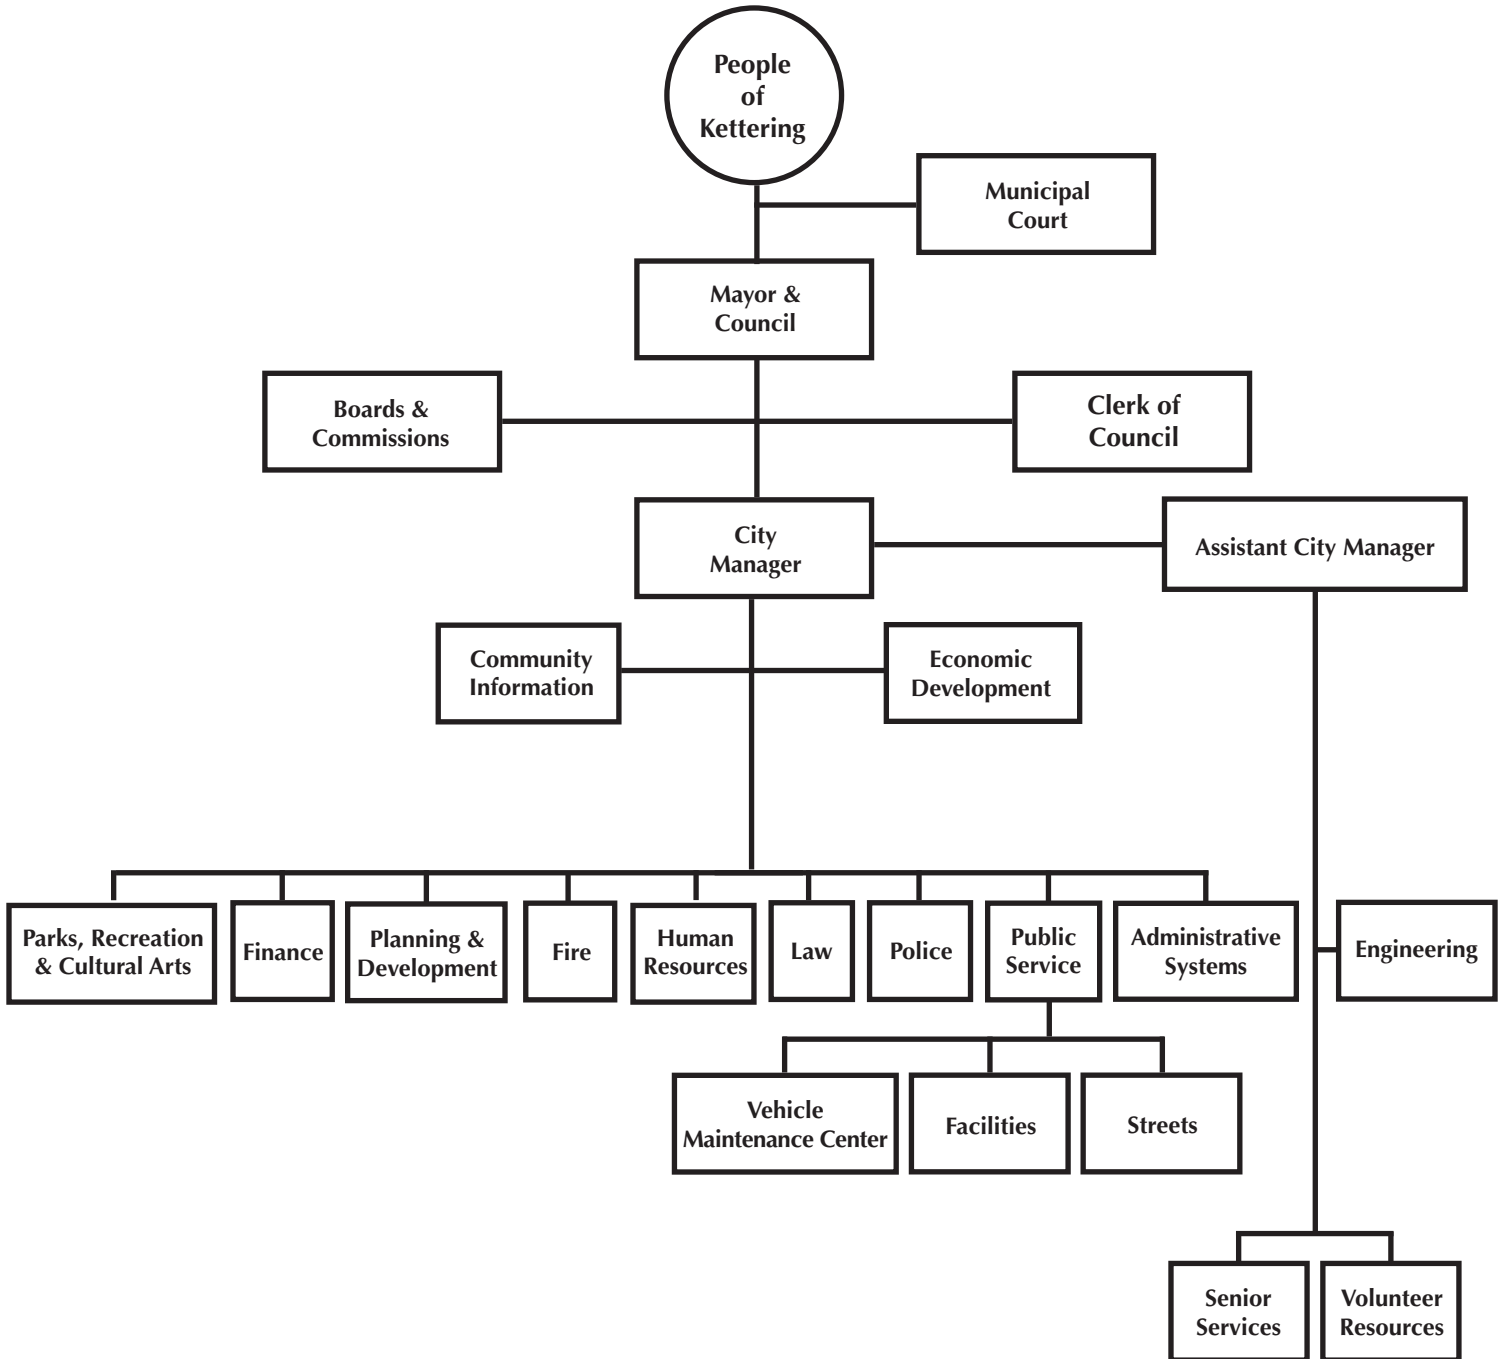 People
of
Kettering
Municipal
Court
Mayor &
Council
Boards &
Commissions
Clerk of
Council
City
Manager
Assistant City Manager
Community
Information
Economic
Development
Parks, Recreation
& Cultural Arts
Finance
Planning &
Development
Fire
Human
Resources
Law
Police
Public
Service
Administrative
Systems
Engineering
Vehicle
Maintenance Center
Facilities
Streets
Senior
Services
Volunteer
Resources